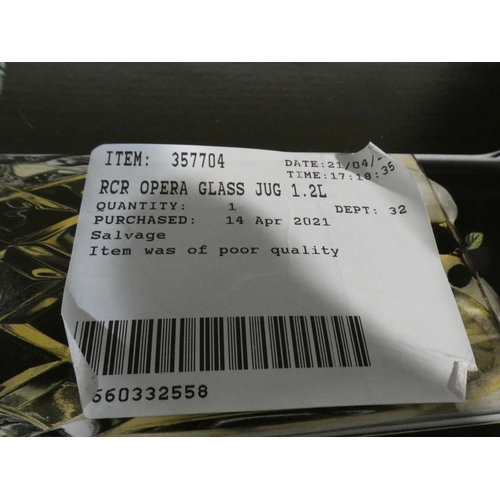 ITEM: 357704 DATE:21/04/
TIME:17:18:35
RCR OPERA GLASS JUG 1.2L
QUANTITY: 1 DEPT: 32
PURCHASED: 14 Apr 2021
Salvage
Item was of poor quality
660332558